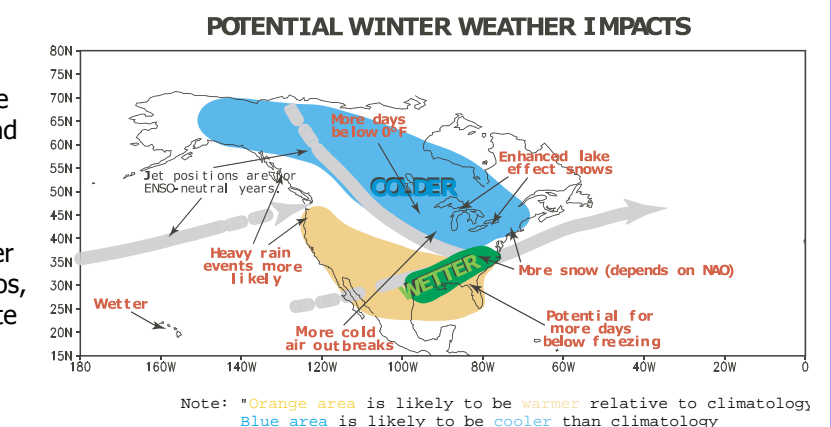 POTENTIAL WINTER WEATHER IMPACTS
80N
75N
70N
65N
60N
55N
50N
45N
40N
35N
30N
25N
20N
15N
180
160W
140W
120W
100W
80W
60W
40W
20W
0
More days
below 0°F
Enhanced lake
effect snows
Jet positions are for
ENSO-neutral years.
COLDER
Heavy rain
events more
likely
WETTER
More snow (depends on NAO)
Wetter
More cold
air outbreaks
Potential for
more days
below freezing
Note: "Orange area is likely to be warmer relative to climatology
Blue area is likely to be cooler than climatology